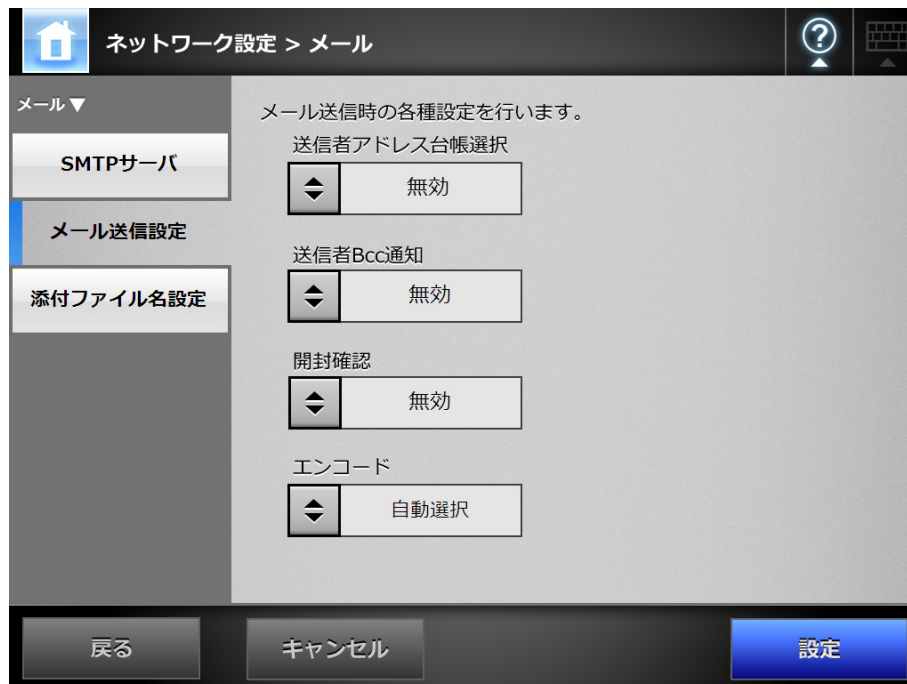 ネットワーク設定 > メール
メール▼
SMTPサーバ
メール送信設定
添付ファイル名設定
メール送信時の各種設定を行います。
送信者アドレス台帳選択
無効
送信者Bcc通知
無効
開封確認
無効
エンコード
自動選択
戻る
キャンセル
設定